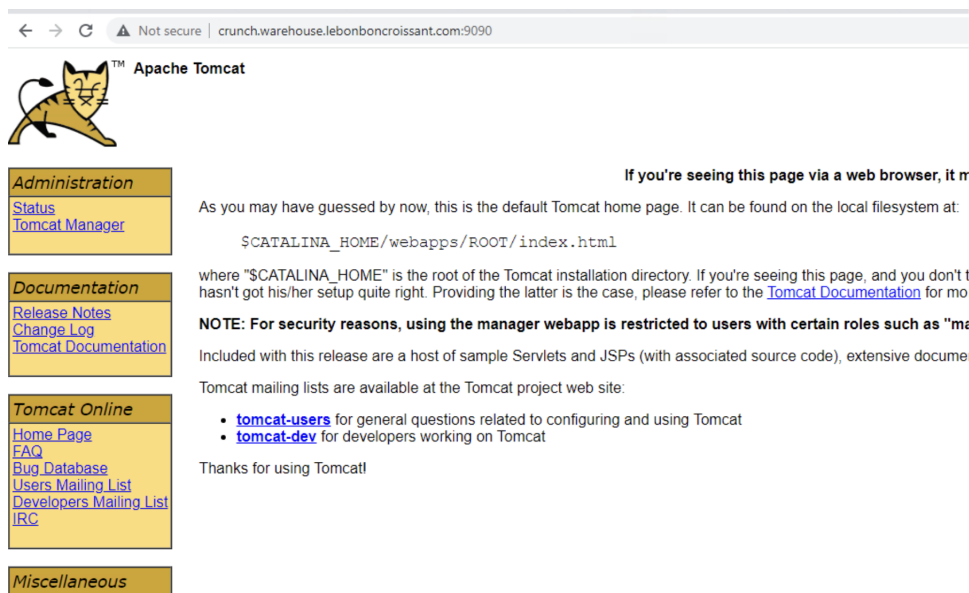 Not secure | crunch.warehouse.lebonboncroissant.com:9090
TM Apache Tomcat
Administration
Status
Tomcat Manager
Documentation
Release Notes
Change Log
Tomcat Documentation
Tomcat Online
Home Page
FAQ
Bug Database
Users Mailing List
Developers Mailing List
IRC
Miscellaneous
If you're seeing this page via a web browser, it
As you may have guessed by now, this is the default Tomcat home page. It can be found on the local filesystem at:
$CATALINA_HOME/webapps/ROOT/index.html
where "$CATALINA_HOME" is the root of the Tomcat installation directory. If you're seeing this page, and you don't
hasn't got his/her setup quite right. Providing the latter is the case, please refer to the Tomcat Documentation for mo
NOTE: For security reasons, using the manager webapp is restricted to users with certain roles such as "ma
Included with this release are a host of sample Servlets and JSPs (with associated source code), extensive docume
Tomcat mailing lists are available at the Tomcat project web site:
• tomcat-users for general questions related to configuring and using Tomcat
• tomcat-dev for developers working on Tomcat
Thanks for using Tomcat!